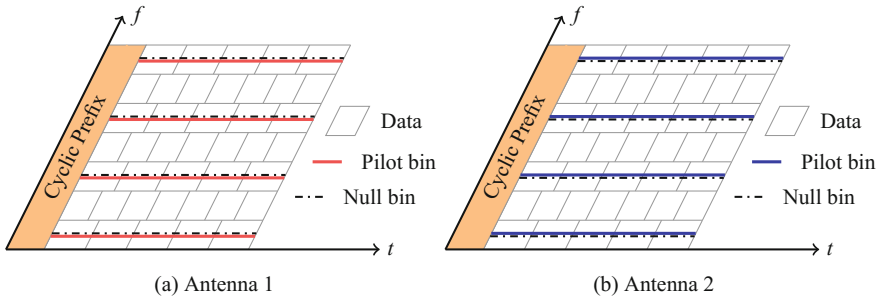 f
Cyclic Prefix
Data
Pilot bin
Null bin
t
(a) Antenna 1
f
Cyclic Prefix
Data
Pilot bin
Null bin
t
(b) Antenna 2